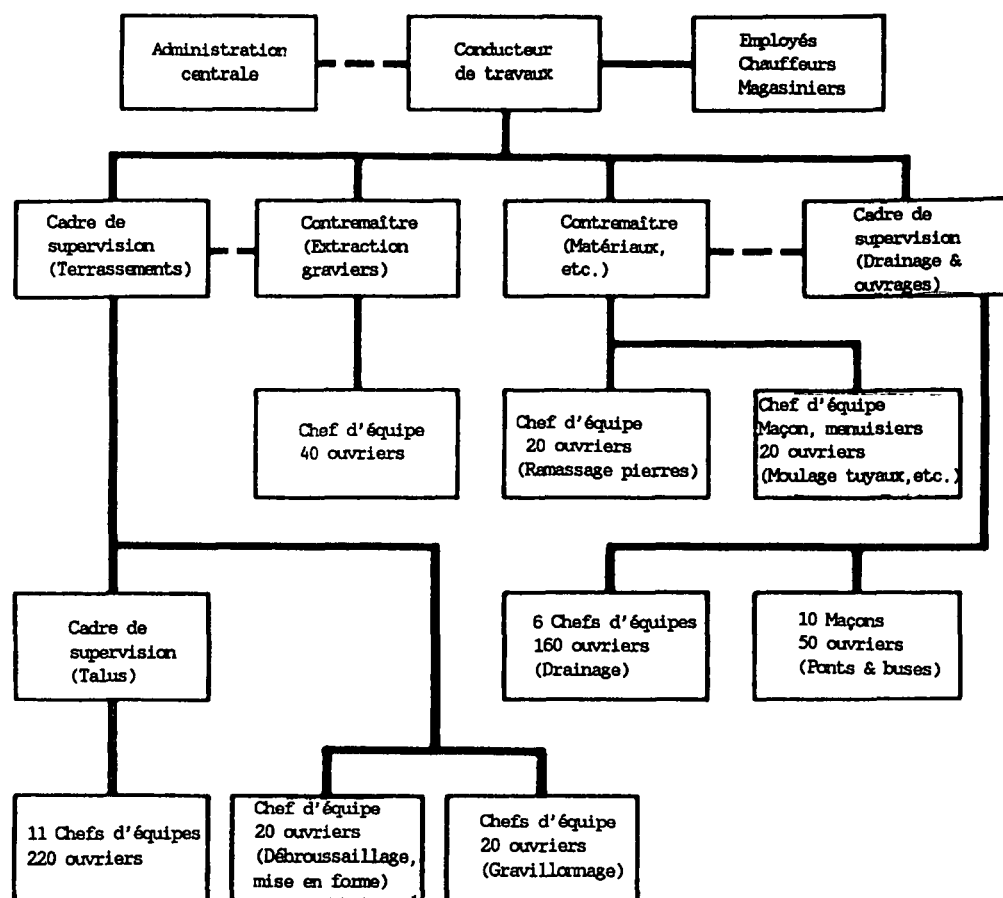 Administration
centrale
Conducteur
de travaux
Employés
Chauffeurs
Magasiniers
Cadre de
supervision
(Terrassements)
Contremaître
(Extraction
graviers)
Contremaître
(Matériaux,
etc.)
Cadre de
supervision
(Drainage &
ouvrages)
Chef d'équipe
40 ouvriers
Chef d'équipe
20 ouvriers
(Ramassage pierres)
Chef d'équipe
Maçon, menuisiers
20 ouvriers
(Moulage tuyaux,etc.)
Cadre de
supervision
(Talus)
6 Chefs d'équipes
160 ouvriers
(Drainage)
10 Maçons
50 ouvriers
(Ponts & buses)
11 Chefs d'équipes
220 ouvriers
Chef d'équipe
20 ouvriers
(Débroussaillage,
mise en forme)
Chefs d'équipe
20 ouvriers
(Gravillonnage)